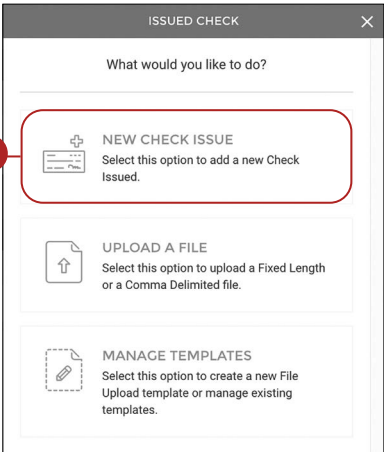 ISSUED CHECK
What would you like to do?
NEW CHECK ISSUE
Select this option to add a new Check
Issued.
UPLOAD A FILE
Select this option to upload a Fixed Length
or a Comma Delimited file.
MANAGE TEMPLATES
Select this option to create a new File
Upload template or manage existing
templates.